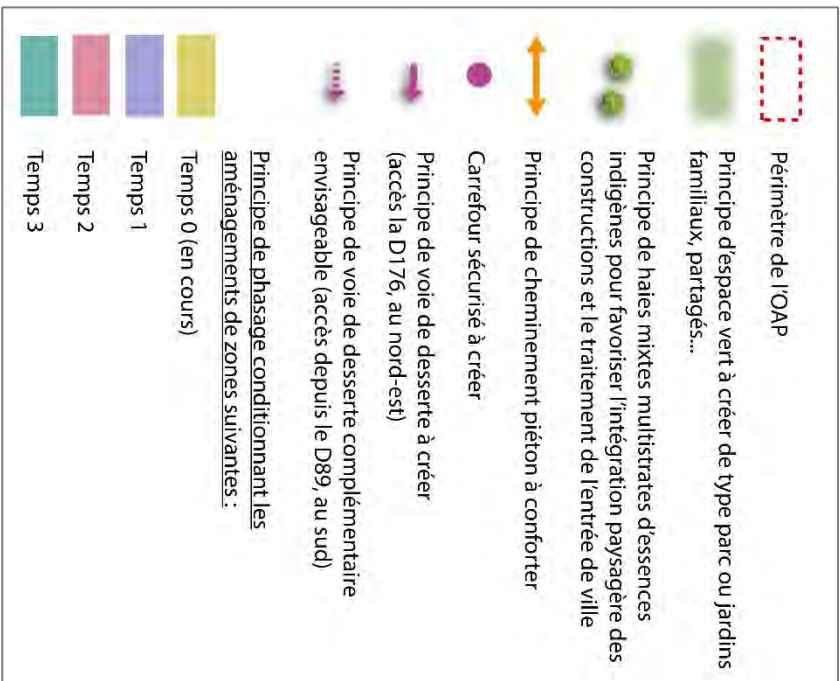 Périmètre de l'OAP
Principe d'espace vert à créer de type parc ou jardins
familiaux, partagés...
Principe de haies mixtes multistrates d'essences
indigènes pour favoriser l'intégration paysagère des
constructions et le traitement de l'entrée de ville
Principe de cheminement piéton à conforter
Carrefour sécurisé à créer
Principe de voie de desserte à créer
(accès la D176, au nord-est)
Principe de voie de desserte complémentaire
envisageable (accès depuis le D89, au sud)
Principe de phasage conditionnant les
aménagements de zones suivantes :
Temps 0 (en cours)
Temps 1
Temps 2
Temps 3